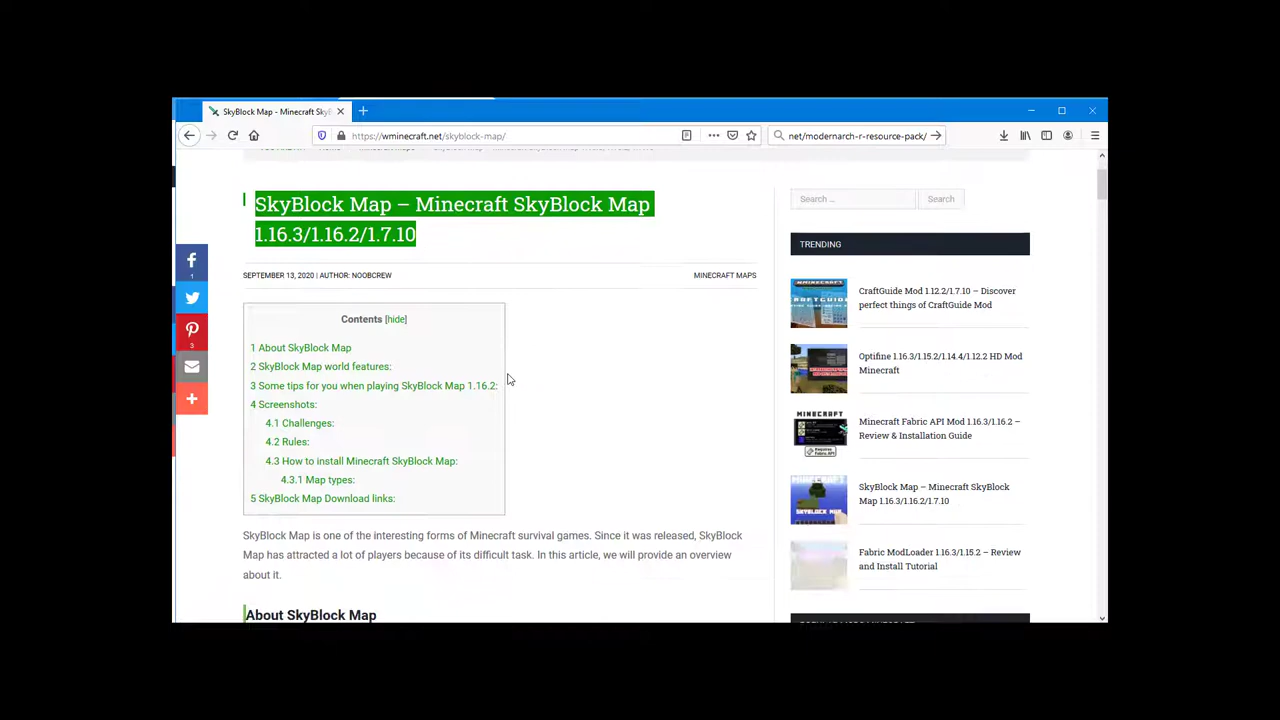 SkyBlock Map - Minecraft Sky
https://wminecraft.net/skyblock-map/
net/modernarch-r-resource-pack/
SkyBlock Map – Minecraft SkyBlock Map
1.16.3/1.16.2/1.7.10
SEPTEMBER 13, 2020 | AUTHOR: NOOBCREW
MINECRAFT MAPS
1
3
Contents [hide]
1 About SkyBlock Map
2 SkyBlock Map world features:
3 Some tips for you when playing SkyBlock Map 1.16.2:
4 Screenshots:
4.1 Challenges:
4.2 Rules:
4.3 How to install Minecraft SkyBlock Map:
4.3.1 Map types:
5 SkyBlock Map Download links:
SkyBlock Map is one of the interesting forms of Minecraft survival games. Since it was released, SkyBlock
Map has attracted a lot of players because of its difficult task. In this article, we will provide an overview
about it.
About SkyBlock Map
Search ...
Search
TRENDING
CraftGuide Mod 1.12.2/1.7.10 – Discover
perfect things of CraftGuide Mod
Optifine 1.16.3/1.15.2/1.14.4/1.12.2 HD Mod
Minecraft
MINECRAFT
Minecraft Fabric API Mod 1.16.3/1.16.2 –
Review & Installation Guide
SKYBLOCK MAP
SkyBlock Map – Minecraft SkyBlock
Map 1.16.3/1.16.2/1.7.10
Fabric ModLoader 1.16.3/1.15.2 – Review
and Install Tutorial